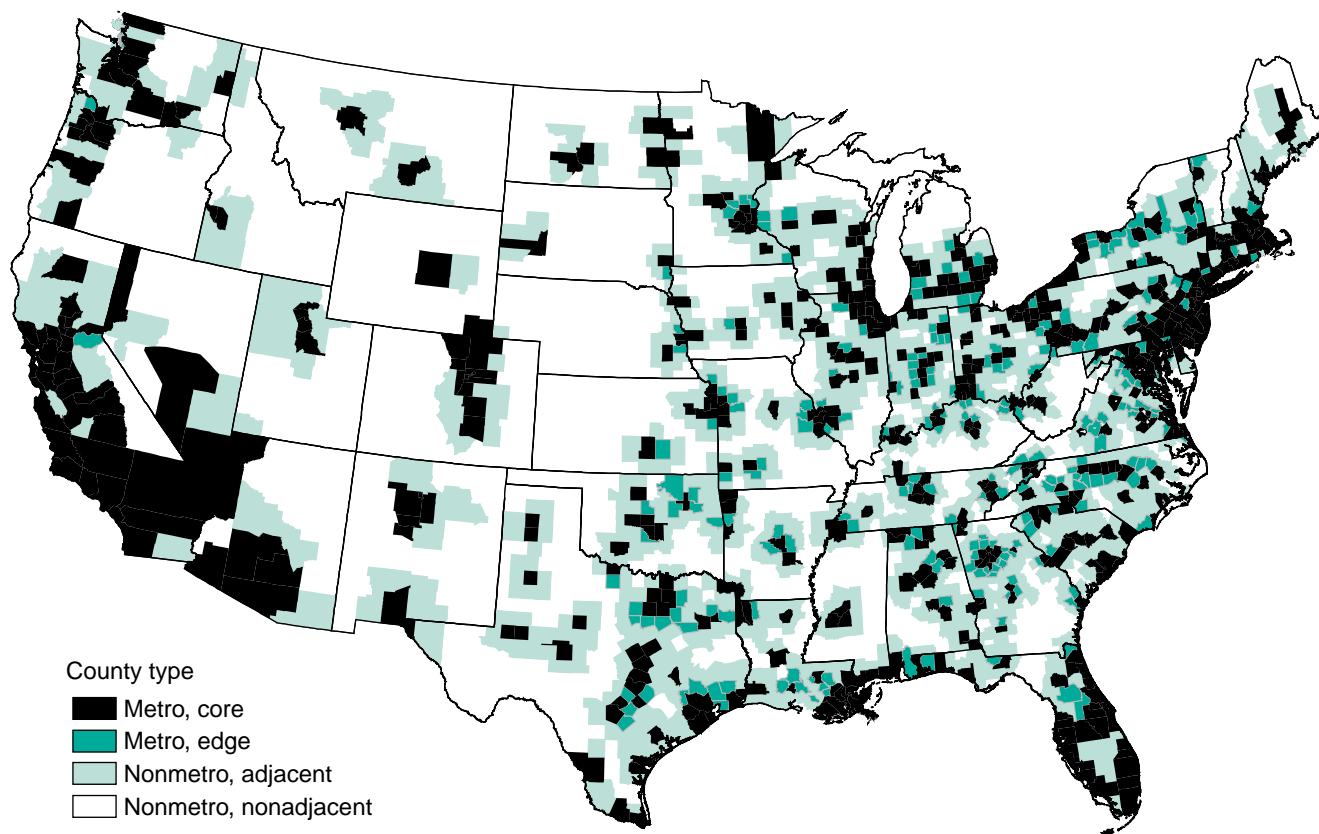 County type
Metro, core
Metro, edge
Nonmetro, adjacent
Nonmetro, nonadjacent